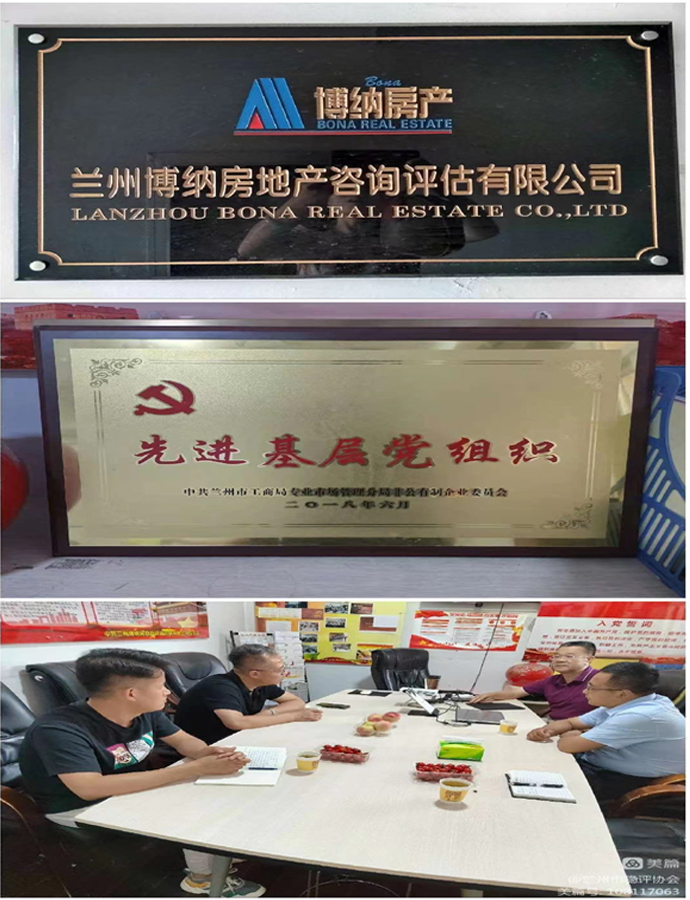 Bona
博纳房产
BONA REAL ESTATE
兰州博纳房地产咨询评估有限公司
LANZHOU BONA REAL ESTATE CO.,LTD
先进基层党组织
中共兰州市工商局专业市场管理分局非公有制企业委员会
二〇一八年六月
入党誓词
美篇